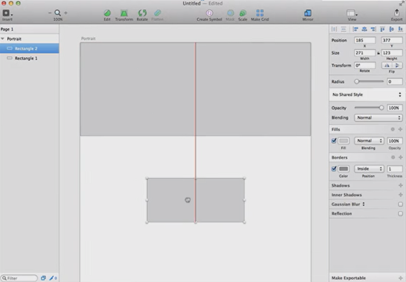 Untitled — Edited
Insert
100%
Edit
Transform
Rotate
Flatten
Create Symbol
Mask
Scale
Make Grid
Mirror
View
Export
Page 1
Portrait
Rectangle 2
Rectangle 1
Portrait
Position 185 377
X Y
Size 271 123
Width Height
Transform 0°
Rotate Flip
Radius 0
No Shared Style
Opacity 100%
Blending Normal
Fills
Normal 100%
Fill Blending Opacity
Borders
Inside 1
Color Position Thickness
Shadows
Inner Shadows
Gaussian Blur
Reflection
Filter
Make Exportable